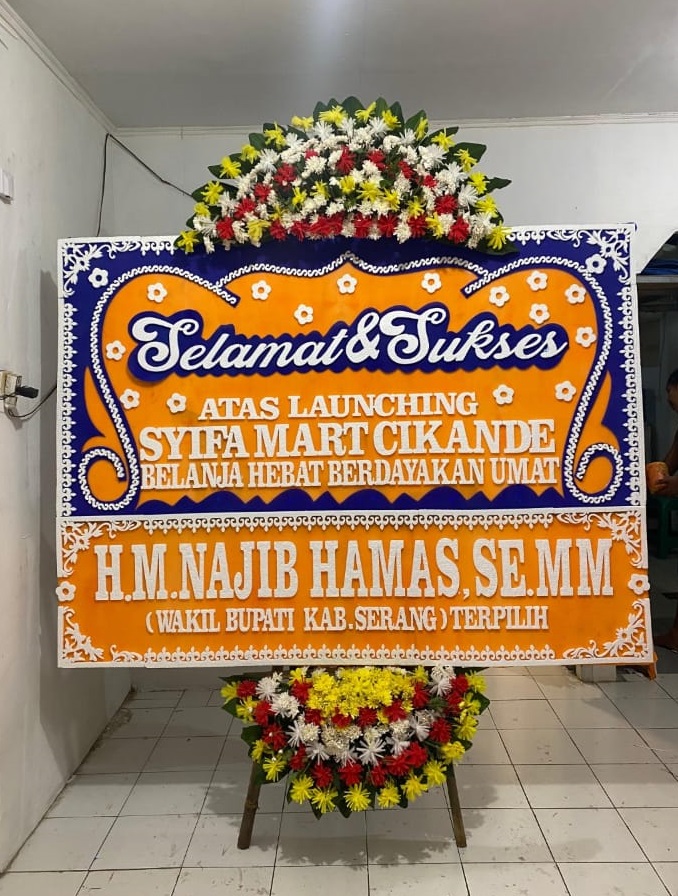 Selamat & Sukses
ATAS LAUNCHING
SYIFA MART CIKANDE
BELANJA HEBAT BERDAYAKAN UMAT
H.M.NAJIB HAMAS, SE.MM
(WAKIL BUPATI KAB.SERANG) TERPILIH